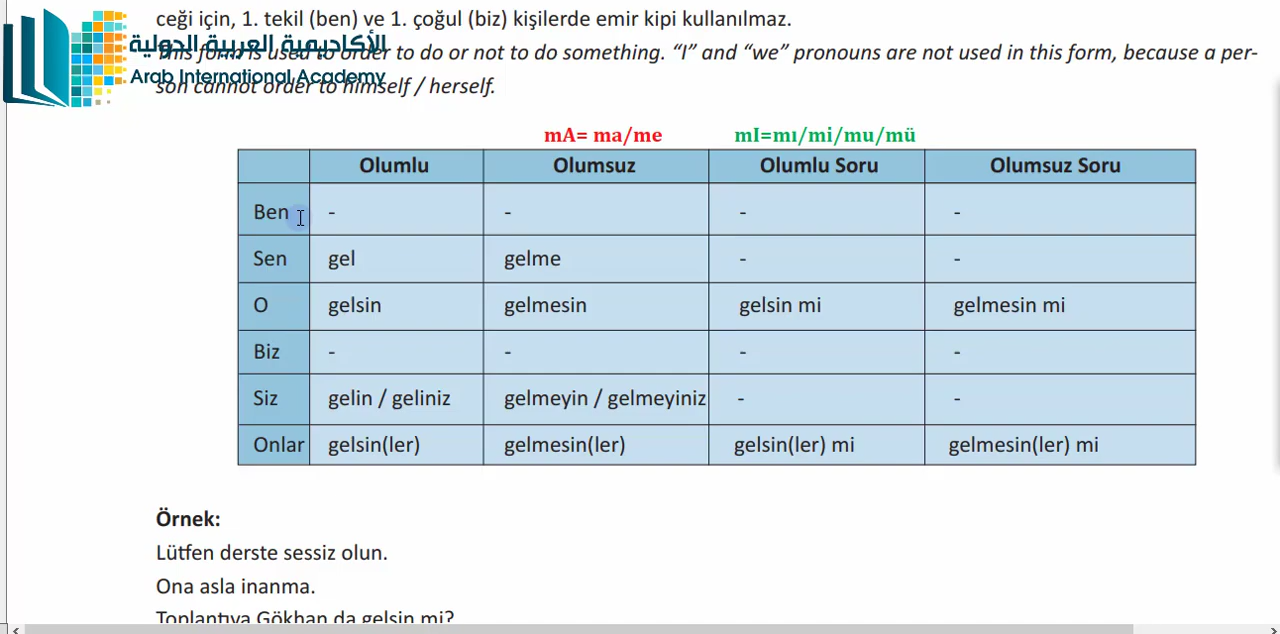 ceği için, 1. tekil (ben) ve 1. çoğul (biz) kişilerde emir kipi kullanılmaz.
الأكاديمية العربية الدولية
Arab International Academy
This form is used to order to do or not to do something. “I” and “we” pronouns are not used in this form, because a per-
son cannot order to himself / herself.
mA= ma/me mI=mı/mi/mu/mü
Olumlu Olumsuz Olumlu Soru Olumsuz Soru
Ben - - - -
Sen gel gelme - -
O gelsin gelmesin gelsin mi gelmesin mi
Biz - - - -
Siz gelin / geliniz gelmeyin / gelmeyiniz - -
Onlar gelsin(ler) gelmesin(ler) gelsin(ler) mi gelmesin(ler) mi
Örnek:
Lütfen derste sessiz olun.
Ona asla inanma.
Toplantıya Gökhan da gelsin mi?